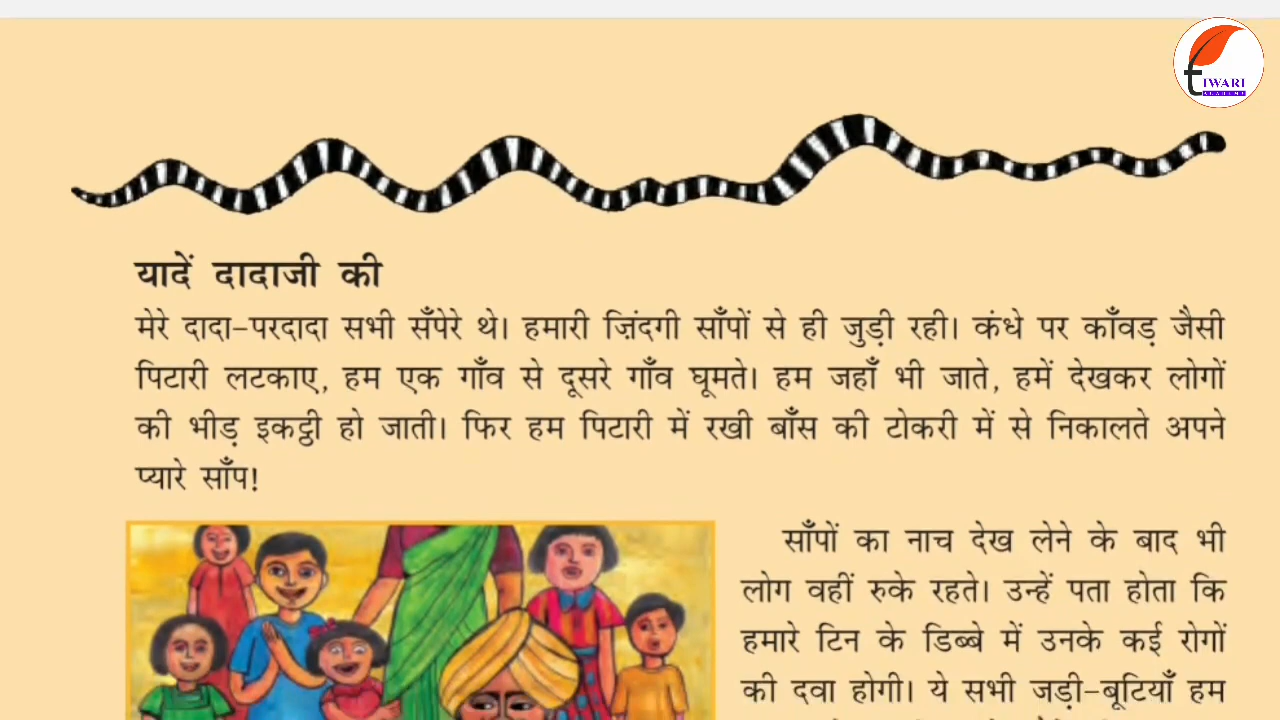 tIWARI
ACADEMY
यादें दादाजी की
मेरे दादा-परदादा सभी सँपेरे थे। हमारी ज़िंदगी साँपों से ही जुड़ी रही। कंधे पर काँवड़ जैसी
पिटारी लटकाए, हम एक गाँव से दूसरे गाँव घूमते। हम जहाँ भी जाते, हमें देखकर लोगों
की भीड़ इकट्ठी हो जाती। फिर हम पिटारी में रखी बाँस की टोकरी में से निकालते अपने
प्यारे साँप!
साँपों का नाच देख लेने के बाद भी
लोग वहीं रुके रहते। उन्हें पता होता कि
हमारे टिन के डिब्बे में उनके कई रोगों
की दवा होगी। ये सभी जड़ी-बूटियाँ हम